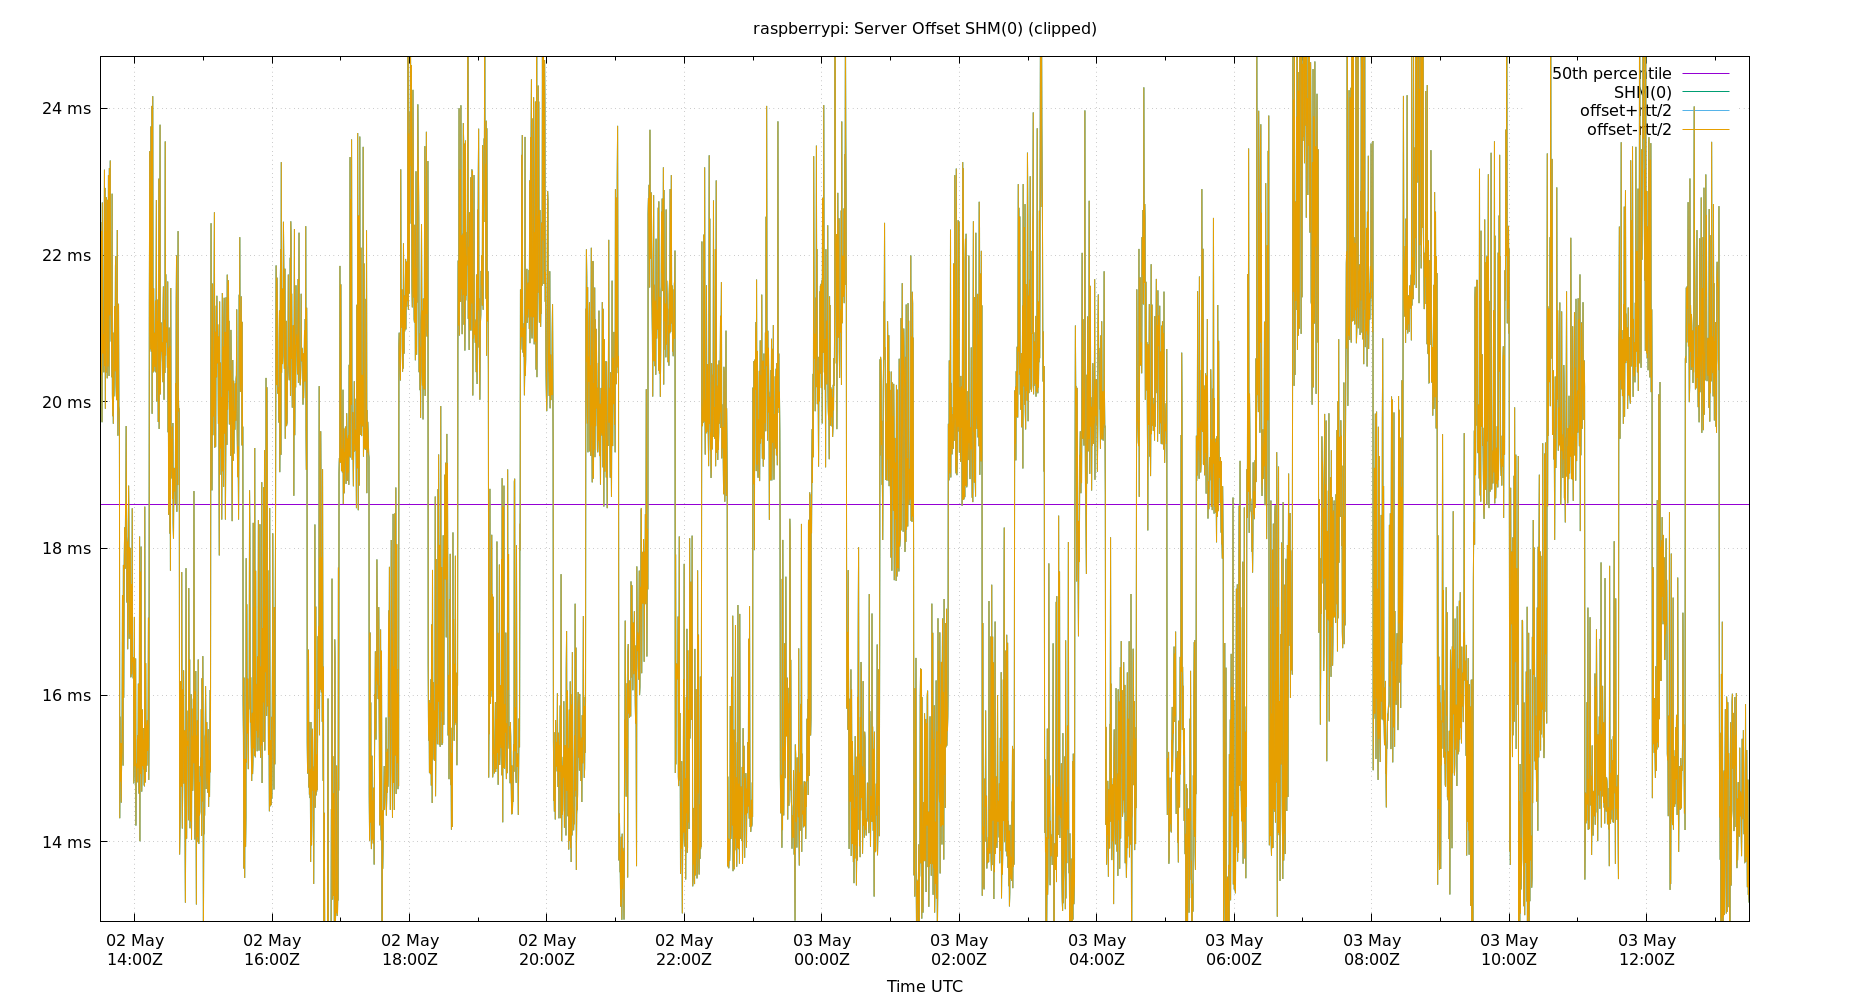 raspberrypi: Server Offset SHM(0) (clipped)
50th percentile
SHM(0)
offset+rtt/2
offset-rtt/2
24 ms
22 ms
20 ms
18 ms
16 ms
14 ms
02 May 02 May 02 May 02 May 02 May 03 May 03 May 03 May 03 May 03 May 03 May 03 May
14:00Z 16:00Z 18:00Z 20:00Z 22:00Z 00:00Z 02:00Z 04:00Z 06:00Z 08:00Z 10:00Z 12:00Z
Time UTC